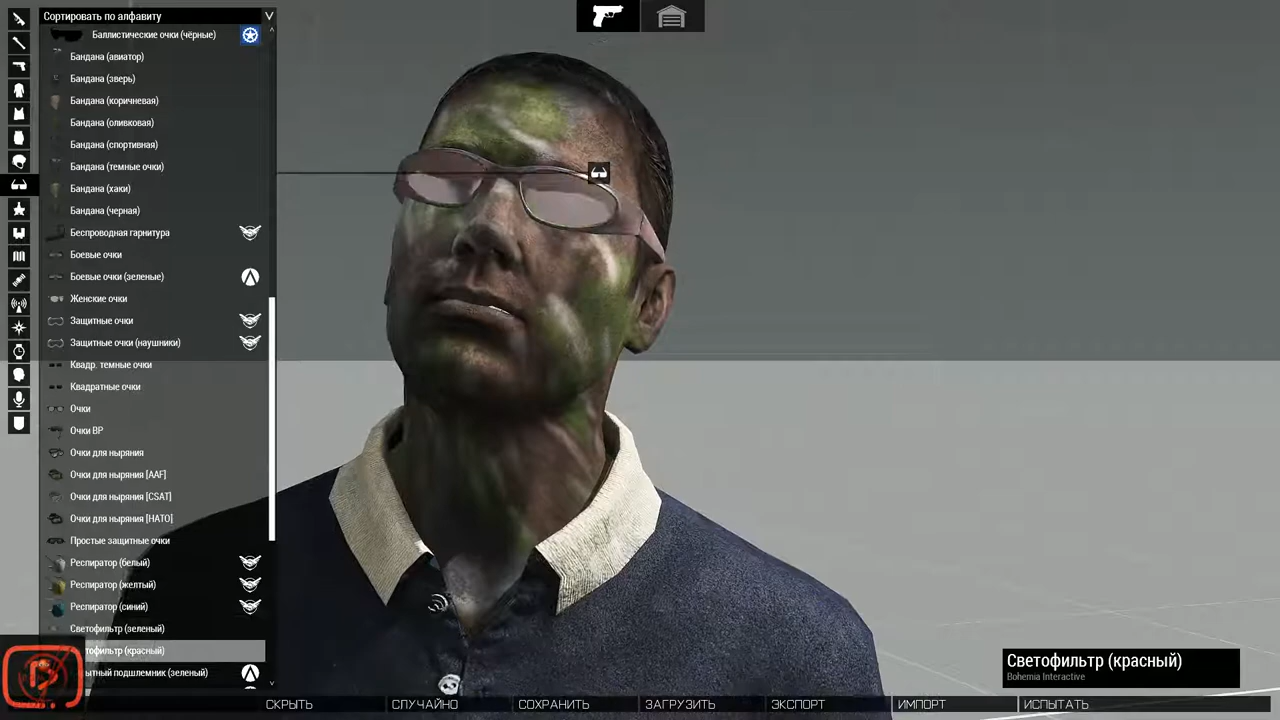 Сортировать по алфавиту
Баллистические очки (чёрные)
Бандана (авиатор)
Бандана (зверь)
Бандана (коричневая)
Бандана (оливковая)
Бандана (спортивная)
Бандана (темные очки)
Бандана (хаки)
Бандана (черная)
Беспроводная гарнитура
Боевые очки
Боевые очки (зеленые)
Женские очки
Защитные очки
Защитные очки (наушники)
Квадр. темные очки
Квадратные очки
Очки
Очки ВР
Очки для ныряния
Очки для ныряния [AAF]
Очки для ныряния [CSAT]
Очки для ныряния [НАТО]
Простые защитные очки
Респиратор (белый)
Респиратор (желтый)
Респиратор (синий)
Светофильтр (зеленый)
тофильтр (красный)
ытный подшлемник (зеленый)
Светофильтр (красный)
Bohemia Interactive
СКРЫТЬ СЛУЧАЙНО СОХРАНИТЬ ЗАГРУЗИТЬ ЭКСПОРТ ИМПОРТ ИСПЫТАТЬ